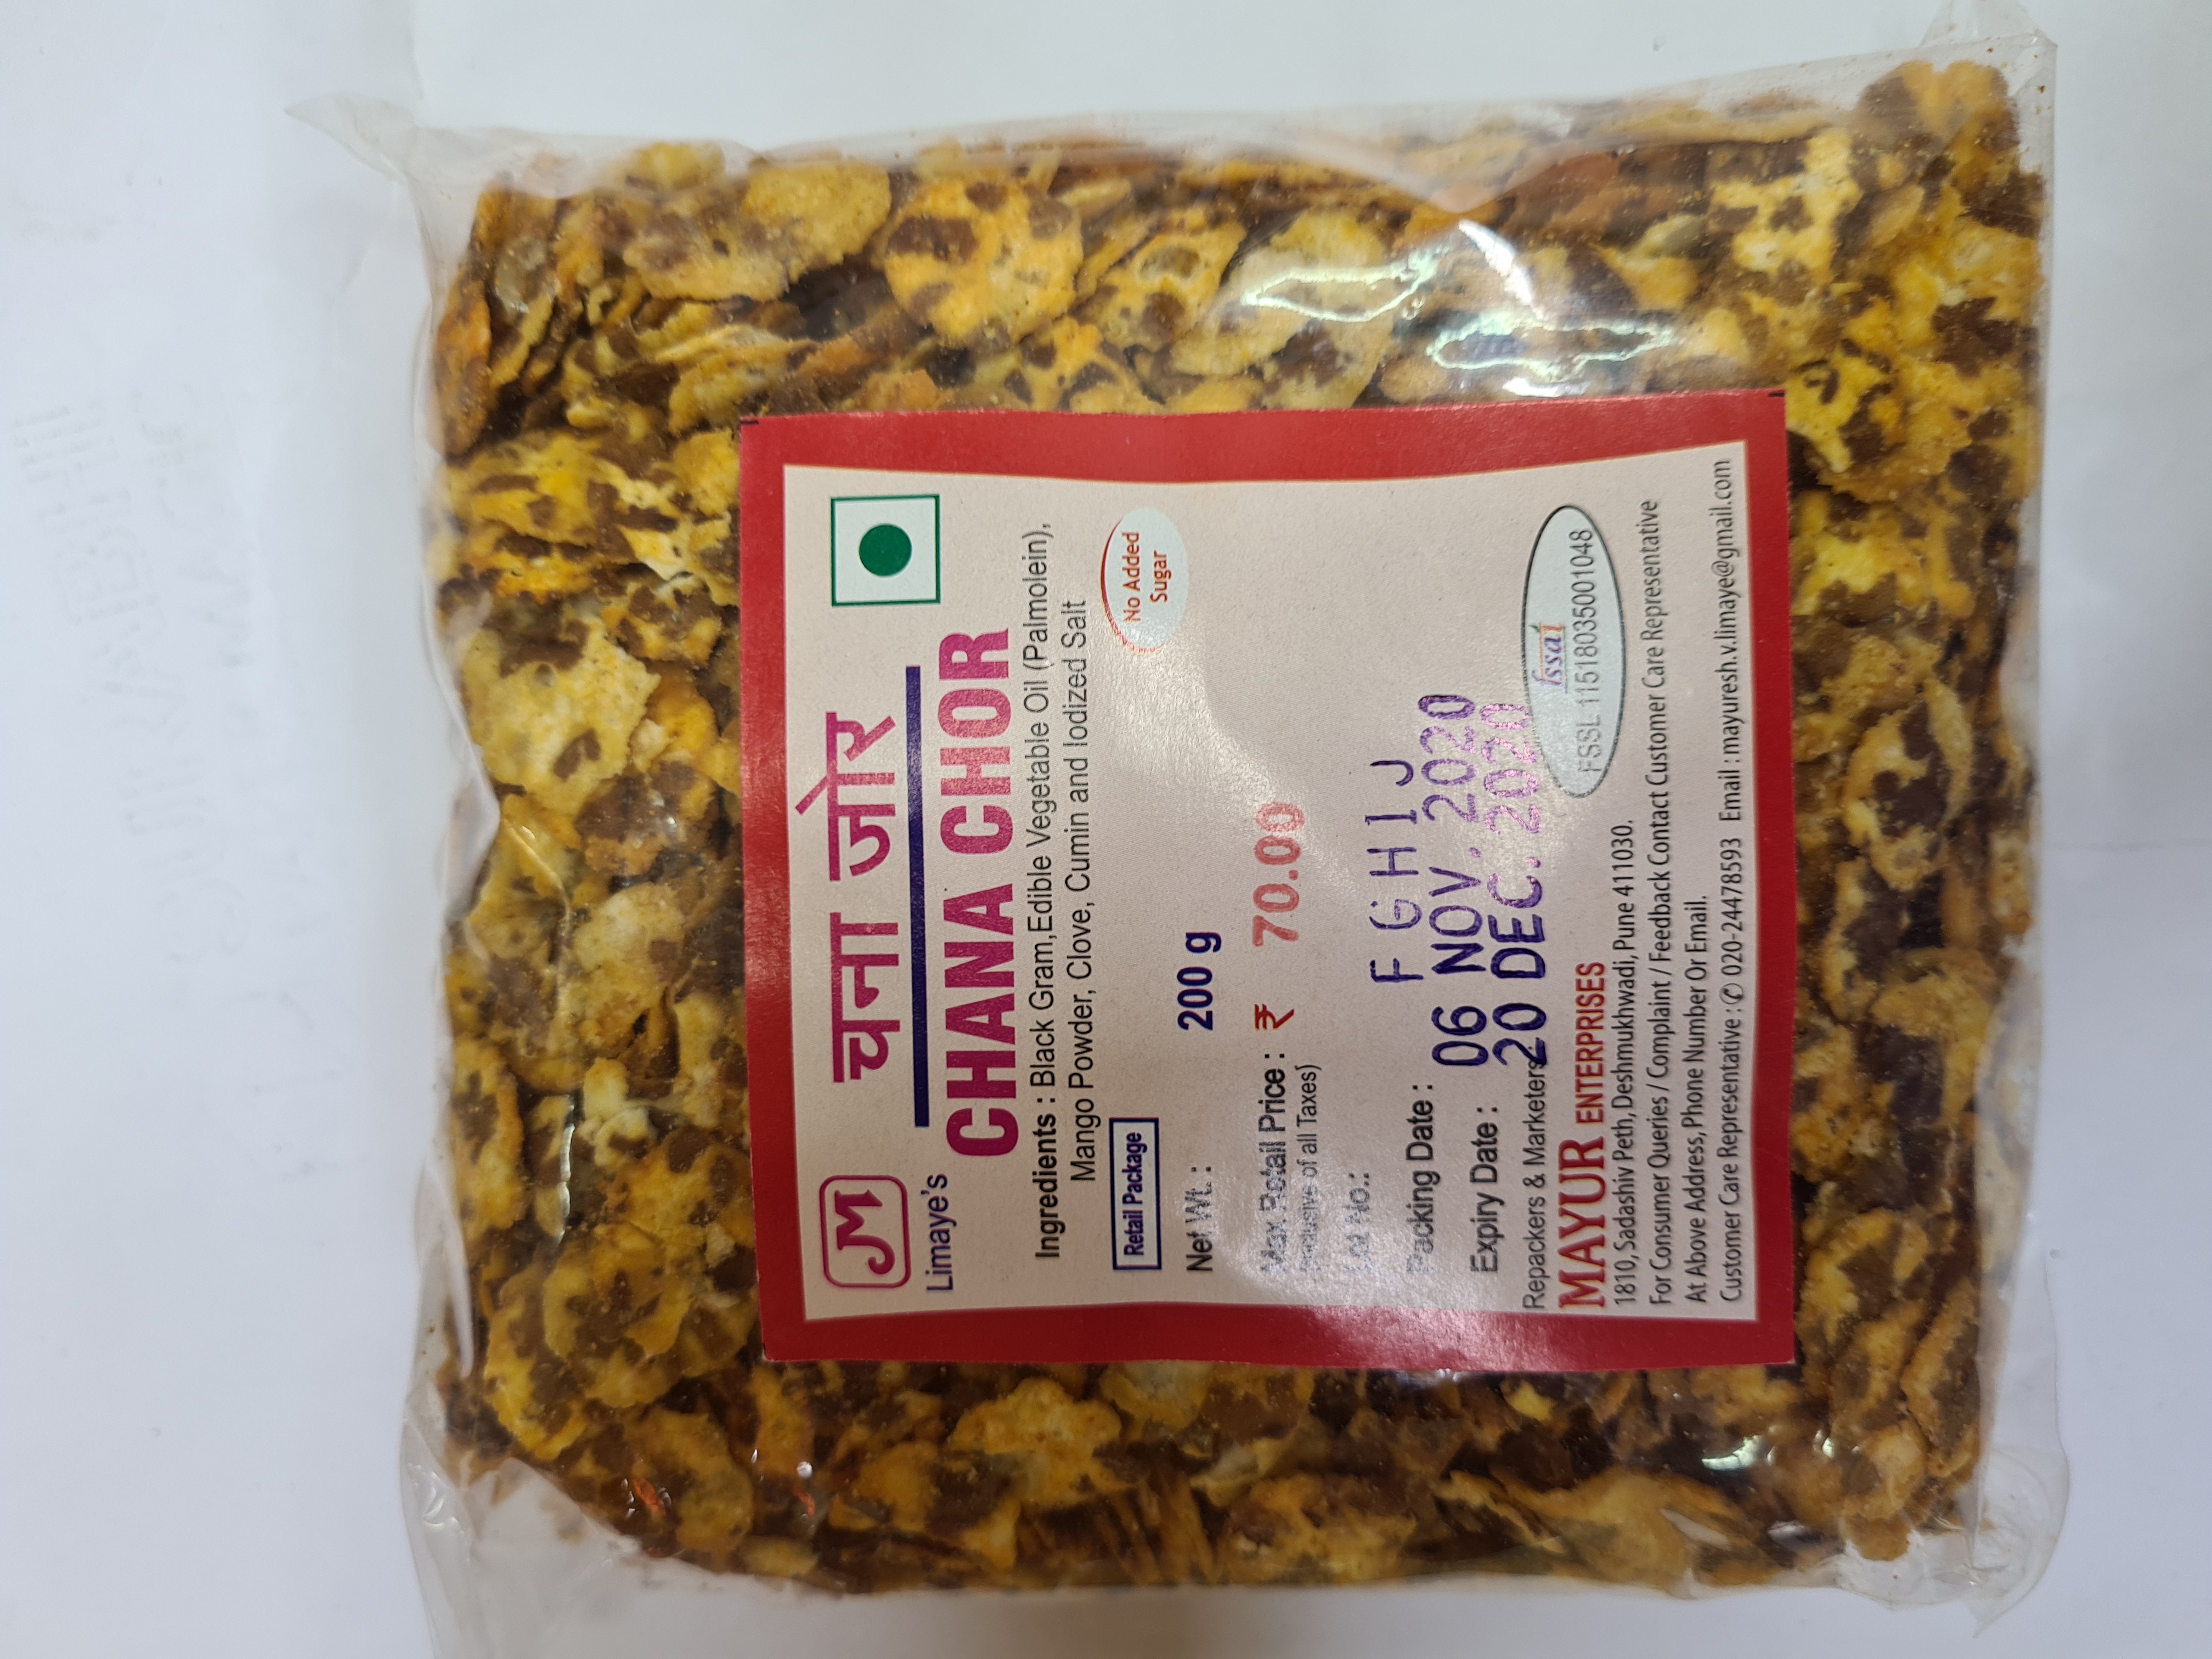 JM
Limaye's
चना जोर
CHANA CHOR
Ingredients : Black Gram,Edible Vegetable Oil (Palmolein),
Mango Powder, Clove, Cumin and Iodized Salt
Retail Package
No Added
Sugar
Net Wt. : 200 g
Max Retail Price : ₹ 70.00
(Inclusive of all Taxes)
Lot No.:
F G H I J
Packing Date :
06 NOV. 2020
Expiry Date :
20 DEC. 2020
Repackers & Marketers
fssai
FSSL 11518035001048
MAYUR ENTERPRISES
1810, Sadashiv Peth, Deshmukhwadi, Pune 411030.
For Consumer Queries / Complaint / Feedback Contact Customer Care Representative
At Above Address, Phone Number Or Email.
Customer Care Representative : ✆ 020-24478593 Email : mayuresh.v.limaye@gmail.com